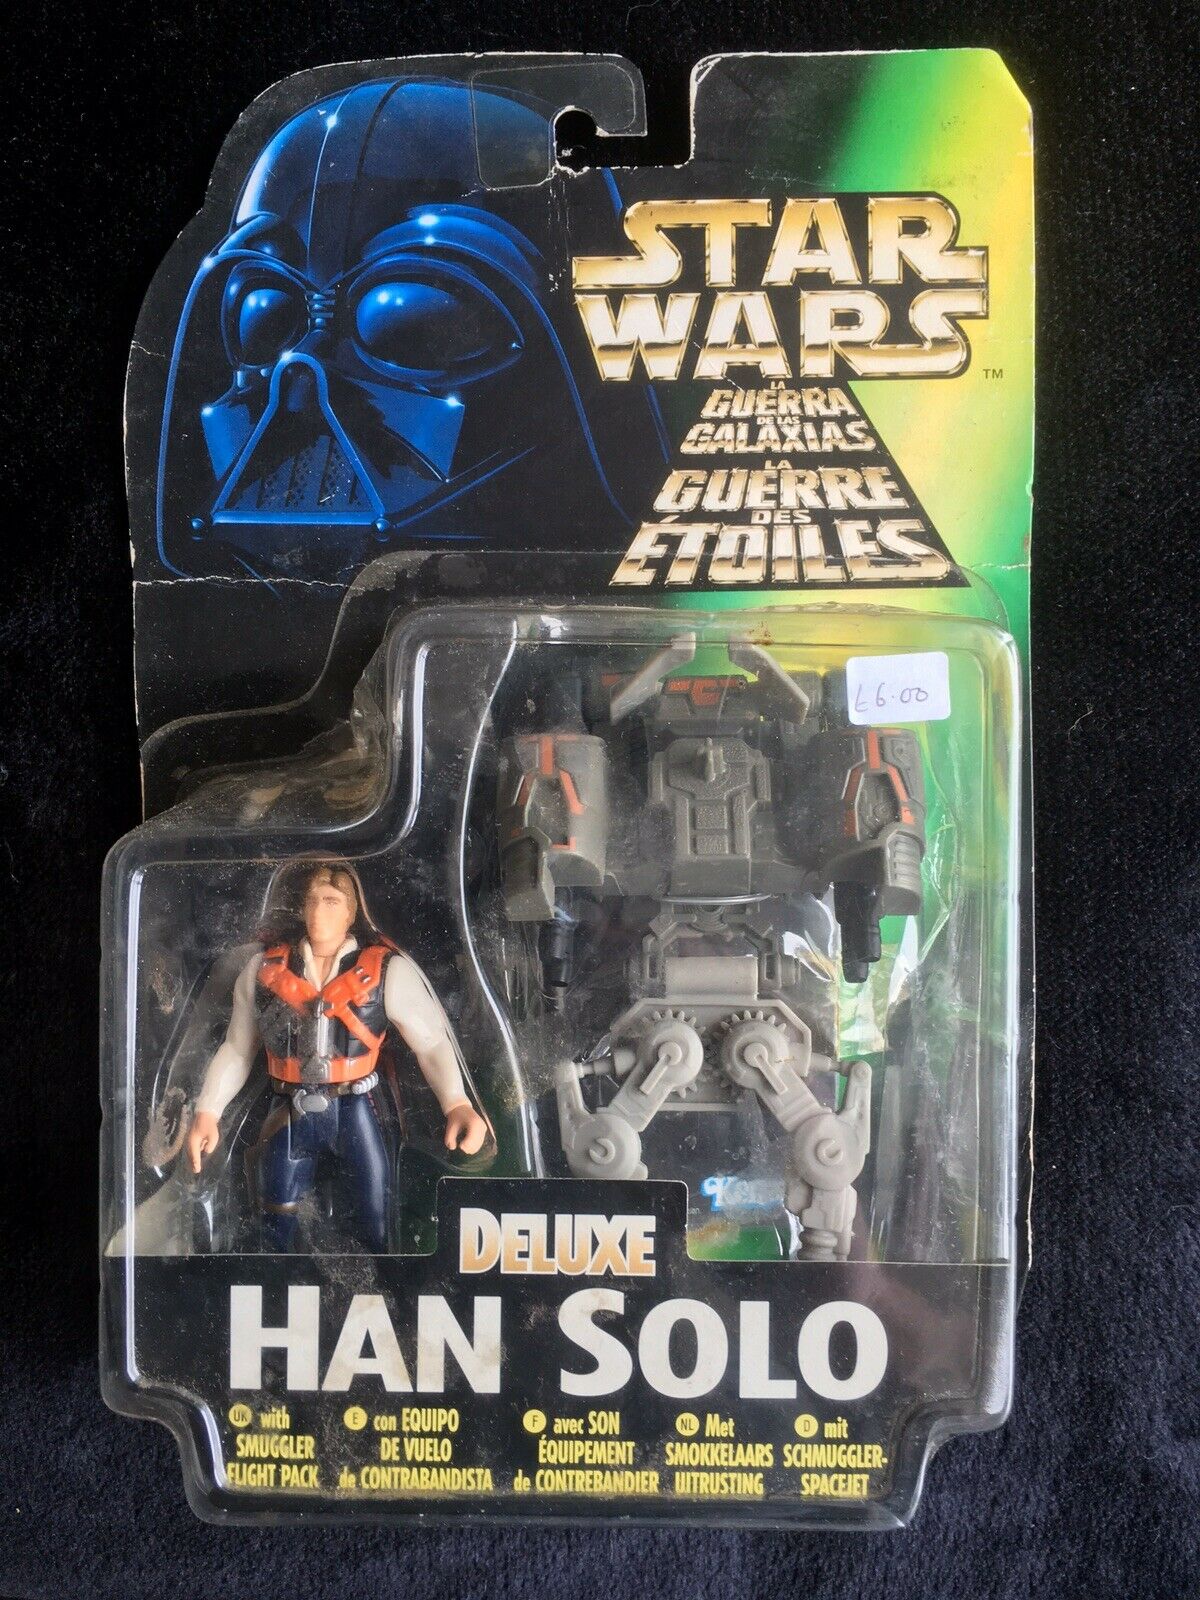 STAR
WARS
TM
LA
GUERRA
DE LAS
GALAXIAS
LA
GUERRE
DES
ÉTOILES
£6.00
DELUXE
HAN SOLO
UK with
SMUGGLER
FLIGHT PACK
E con EQUIPO
DE VUELO
de CONTRABANDISTA
F avec SON
ÉQUIPEMENT
de CONTREBANDIER
NL Met
SMOKKELAARS
UITRUSTING
D mit
SCHMUGGLER-
SPACEJET